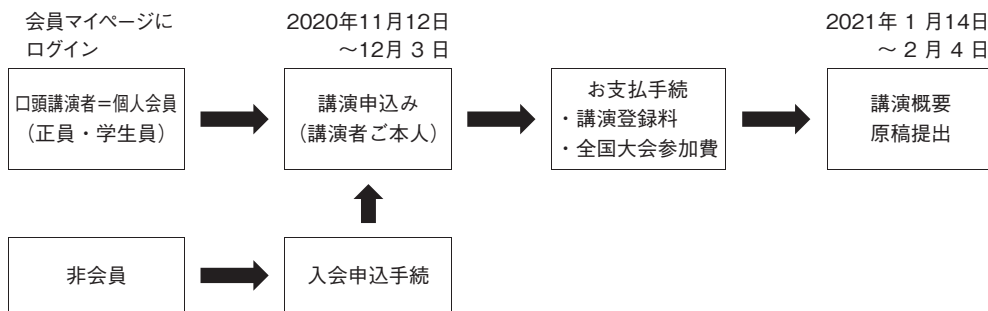 会員マイページに
ログイン
2020年11月12日
～12月 3 日
2021年 1 月14日
～ 2 月 4 日
口頭講演者＝個人会員
（正員・学生員）
講演申込み
（講演者ご本人）
お支払手続
・講演登録料
・全国大会参加費
講演概要
原稿提出
非会員
入会申込手続